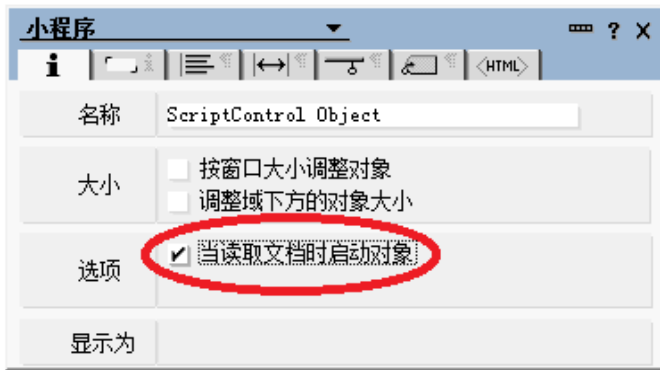 小程序
? X
i <HTML>
名称 ScriptControl Object
大小 按窗口大小调整对象
调整域下方的对象大小
选项 当读取文档时启动对象
显示为